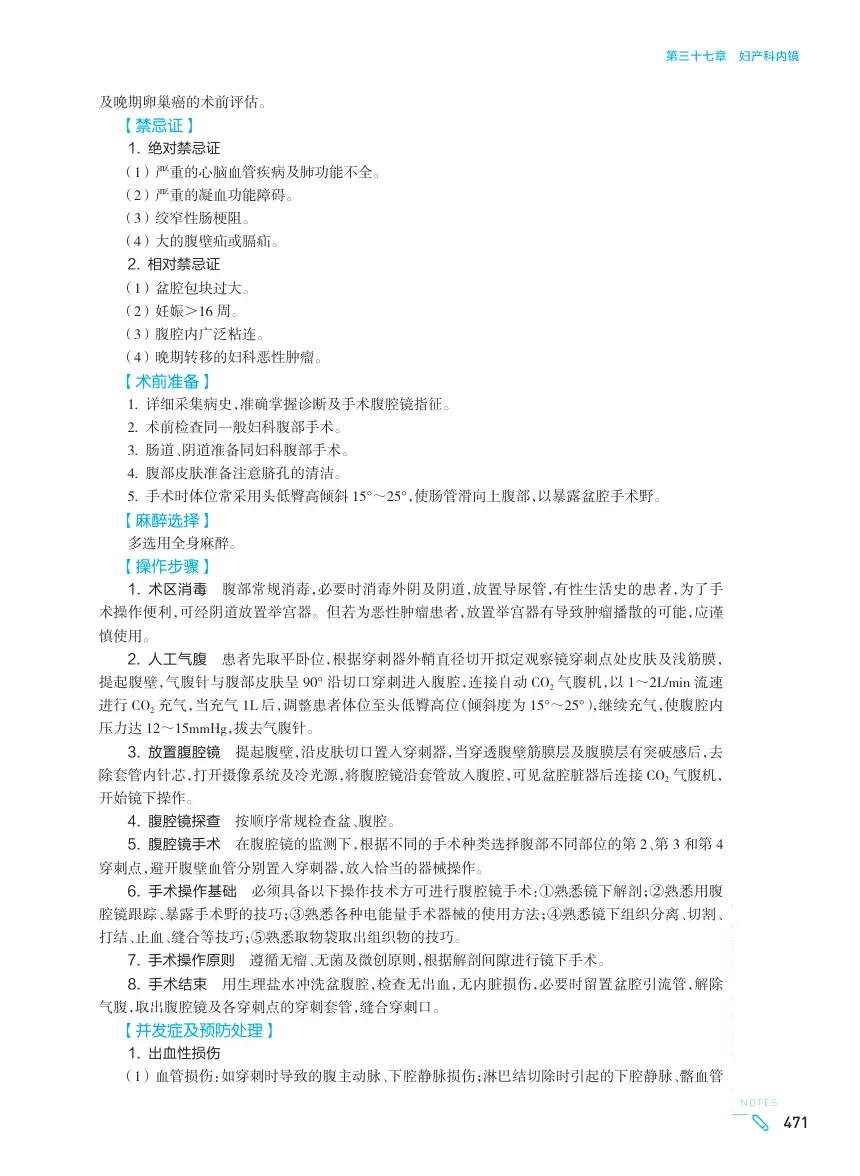 第三十七章　妇产科内镜
及晚期卵巢癌的术前评估。
【禁忌证】
1. 绝对禁忌证
（1）严重的心脑血管疾病及肺功能不全。
（2）严重的凝血功能障碍。
（3）绞窄性肠梗阻。
（4）大的腹壁疝或膈疝。
2. 相对禁忌证
（1）盆腔包块过大。
（2）妊娠＞16 周。
（3）腹腔内广泛粘连。
（4）晚期转移的妇科恶性肿瘤。
【术前准备】
1. 详细采集病史，准确掌握诊断及手术腹腔镜指征。
2. 术前检查同一般妇科腹部手术。
3. 肠道、阴道准备同妇科腹部手术。
4. 腹部皮肤准备注意脐孔的清洁。
5. 手术时体位常采用头低臀高倾斜 15°～25°，使肠管滑向上腹部，以暴露盆腔手术野。
【麻醉选择】
多选用全身麻醉。
【操作步骤】
1. 术区消毒　腹部常规消毒，必要时消毒外阴及阴道，放置导尿管，有性生活史的患者，为了手
术操作便利，可经阴道放置举宫器。但若为恶性肿瘤患者，放置举宫器有导致肿瘤播散的可能，应谨
慎使用。
2. 人工气腹　患者先取平卧位，根据穿刺器外鞘直径切开拟定观察镜穿刺点处皮肤及浅筋膜，
提起腹壁，气腹针与腹部皮肤呈 90° 沿切口穿刺进入腹腔，连接自动 CO₂ 气腹机，以 1～2L/min 流速
进行 CO₂ 充气，当充气 1L 后，调整患者体位至头低臀高位（倾斜度为 15°～25°），继续充气，使腹腔内
压力达 12～15mmHg，拔去气腹针。
3. 放置腹腔镜　提起腹壁，沿皮肤切口置入穿刺器，当穿透腹壁筋膜层及腹膜层有突破感后，去
除套管内针芯，打开摄像系统及冷光源，将腹腔镜沿套管放入腹腔，可见盆腔脏器后连接 CO₂ 气腹机，
开始镜下操作。
4. 腹腔镜探查　按顺序常规检查盆、腹腔。
5. 腹腔镜手术　在腹腔镜的监测下，根据不同的手术种类选择腹部不同部位的第 2、第 3 和第 4
穿刺点，避开腹壁血管分别置入穿刺器，放入恰当的器械操作。
6. 手术操作基础　必须具备以下操作技术方可进行腹腔镜手术：①熟悉镜下解剖；②熟悉用腹
腔镜跟踪、暴露手术野的技巧；③熟悉各种电能量手术器械的使用方法；④熟悉镜下组织分离、切割、
打结、止血、缝合等技巧；⑤熟悉取物袋取出组织物的技巧。
7. 手术操作原则　遵循无瘤、无菌及微创原则，根据解剖间隙进行镜下手术。
8. 手术结束　用生理盐水冲洗盆腹腔，检查无出血，无内脏损伤，必要时留置盆腔引流管，解除
气腹，取出腹腔镜及各穿刺点的穿刺套管，缝合穿刺口。
【并发症及预防处理】
1. 出血性损伤
（1）血管损伤：如穿刺时导致的腹主动脉、下腔静脉损伤；淋巴结切除时引起的下腔静脉、髂血管
NOTES
471